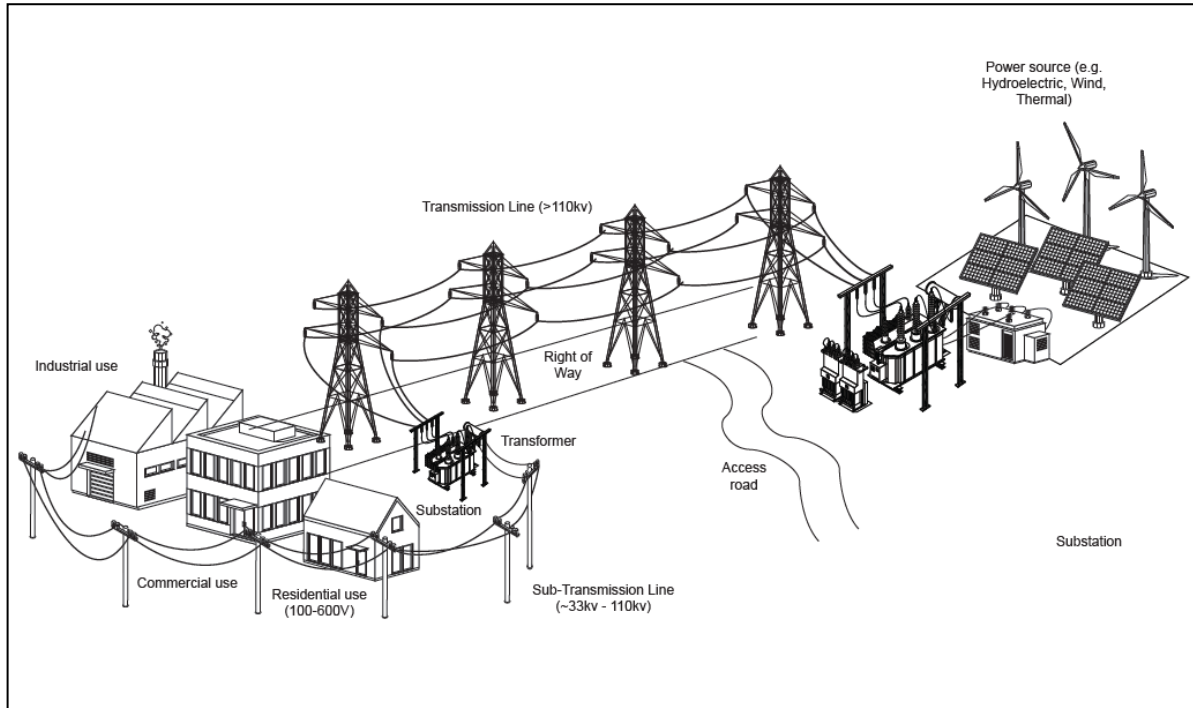 Power source (e.g.
Hydroelectric, Wind,
Thermal)
Transmission Line (>110kv)
Industrial use
Right of
Way
Transformer
Access
road
Substation
Substation
Commercial use
Residential use
(100-600V)
Sub-Transmission Line
(~33kv - 110kv)